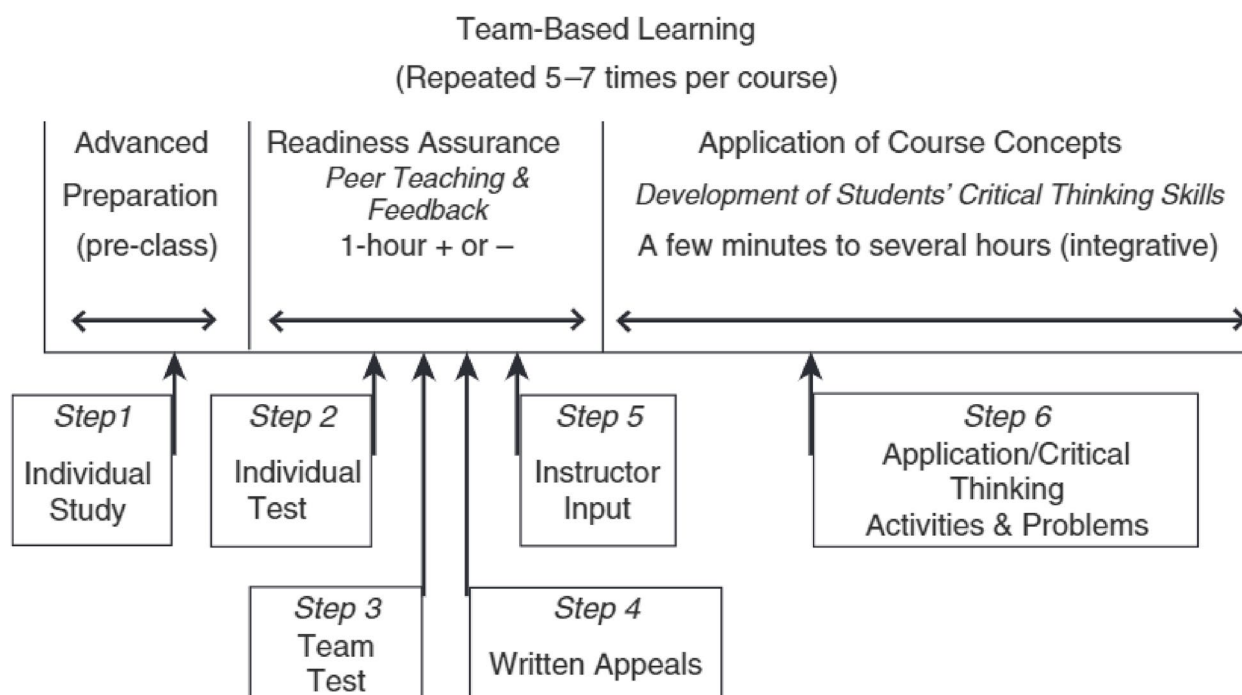 Team-Based Learning
(Repeated 5–7 times per course)
Advanced
Preparation
(pre-class)
Readiness Assurance
Peer Teaching &
Feedback
1-hour + or –
Application of Course Concepts
Development of Students' Critical Thinking Skills
A few minutes to several hours (integrative)
Step1
Individual
Study
Step 2
Individual
Test
Step 3
Team
Test
Step 4
Written Appeals
Step 5
Instructor
Input
Step 6
Application/Critical
Thinking
Activities & Problems